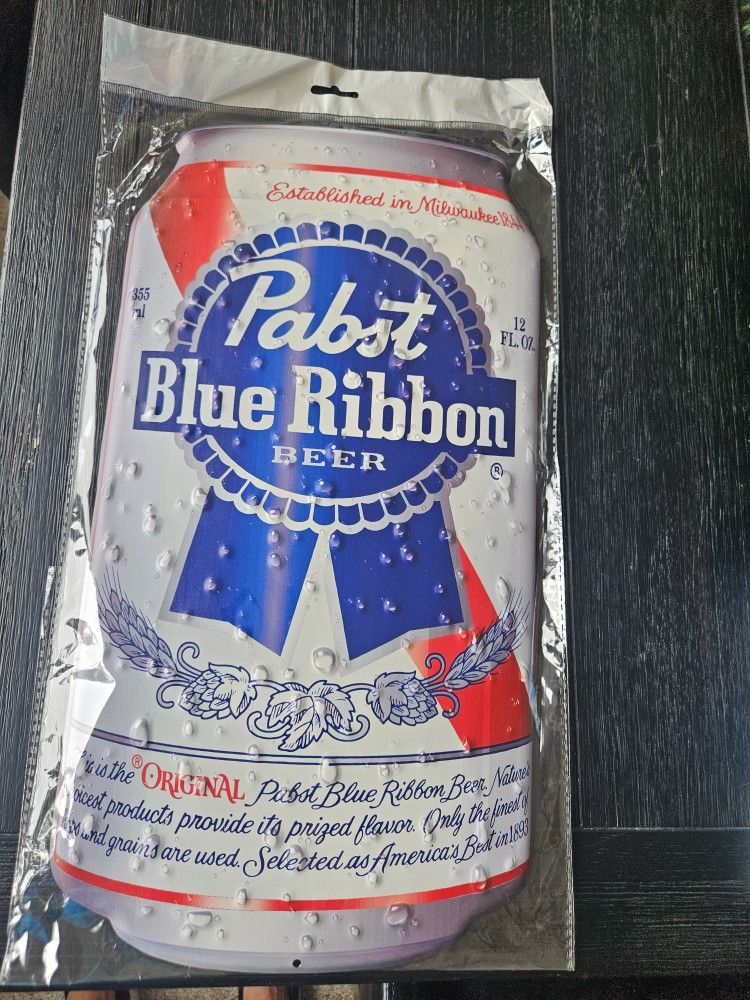 Established in Milwaukee 1844
355
ml
12
FL. OZ.
Pabst
Blue Ribbon
BEER
®
is the ®ORIGINAL Pabst Blue Ribbon Beer. Nature's
products provide its prized flavor. Only the finest of
and grains are used. Selected as America's Best in 1893